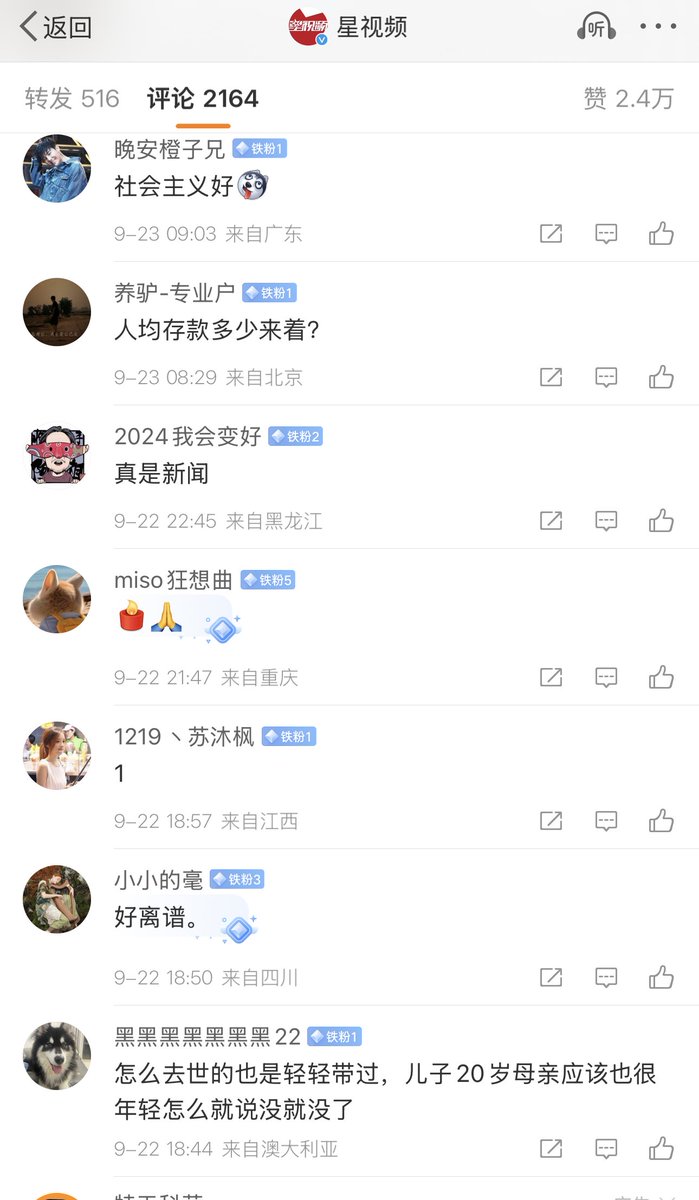 返回
星视频
听
转发 516 评论 2164 赞 2.4万
晚安橙子兄 铁粉1
社会主义好
9-23 09:03 来自广东
养驴-专业户 铁粉1
人均存款多少来着?
9-23 08:29 来自北京
2024我会变好 铁粉2
真是新闻
9-22 22:45 来自黑龙江
miso狂想曲 铁粉5
9-22 21:47 来自重庆
1219丶苏沐枫 铁粉1
1
9-22 18:57 来自江西
小小的毫 铁粉3
好离谱。
9-22 18:50 来自四川
黑黑黑黑黑黑黑22 铁粉1
怎么去世的也是轻轻带过，儿子20岁母亲应该也很
年轻怎么就说没就没了
9-22 18:44 来自澳大利亚